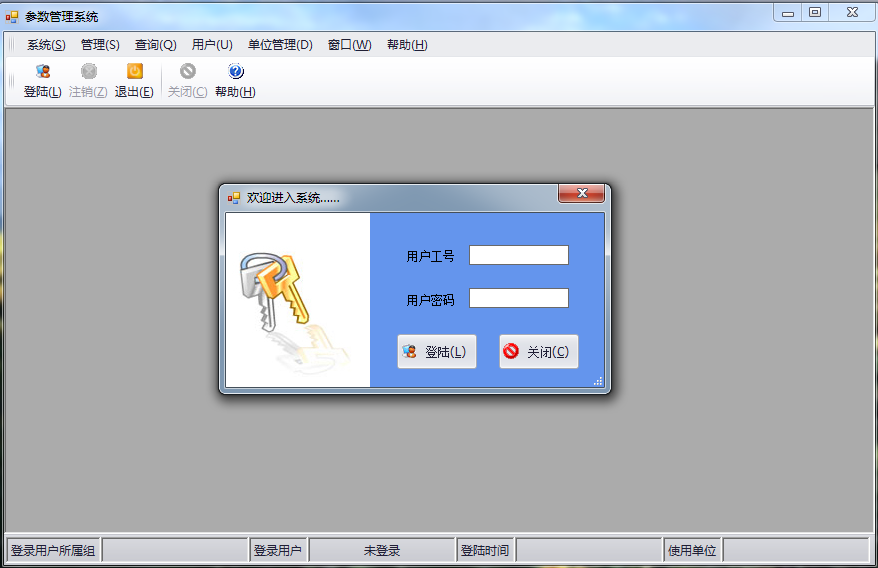 参数管理系统
系统(S) 管理(S) 查询(Q) 用户(U) 单位管理(D) 窗口(W) 帮助(H)
登陆(L) 注销(Z) 退出(E) 关闭(C) 帮助(H)
欢迎进入系统......
用户工号
用户密码
登陆(L) 关闭(C)
登录用户所属组 登录用户 未登录 登陆时间 使用单位